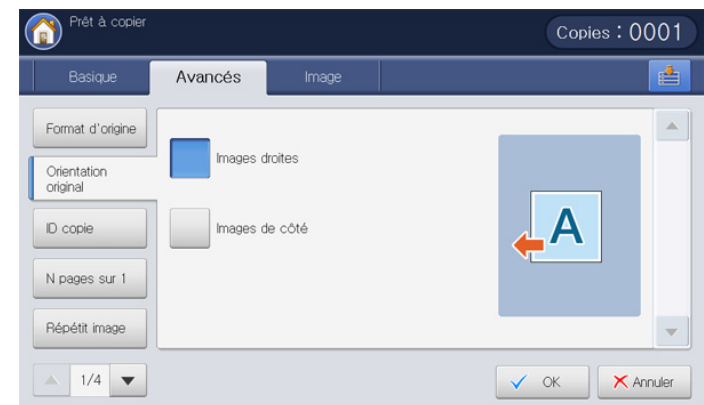 Prêt à copier
Copies : 0001
Basique
Avancés
Image
Format d'origine
Orientation
original
ID copie
N pages sur 1
Répétit image
1/4
Images droites
Images de côté
A
OK
Annuler